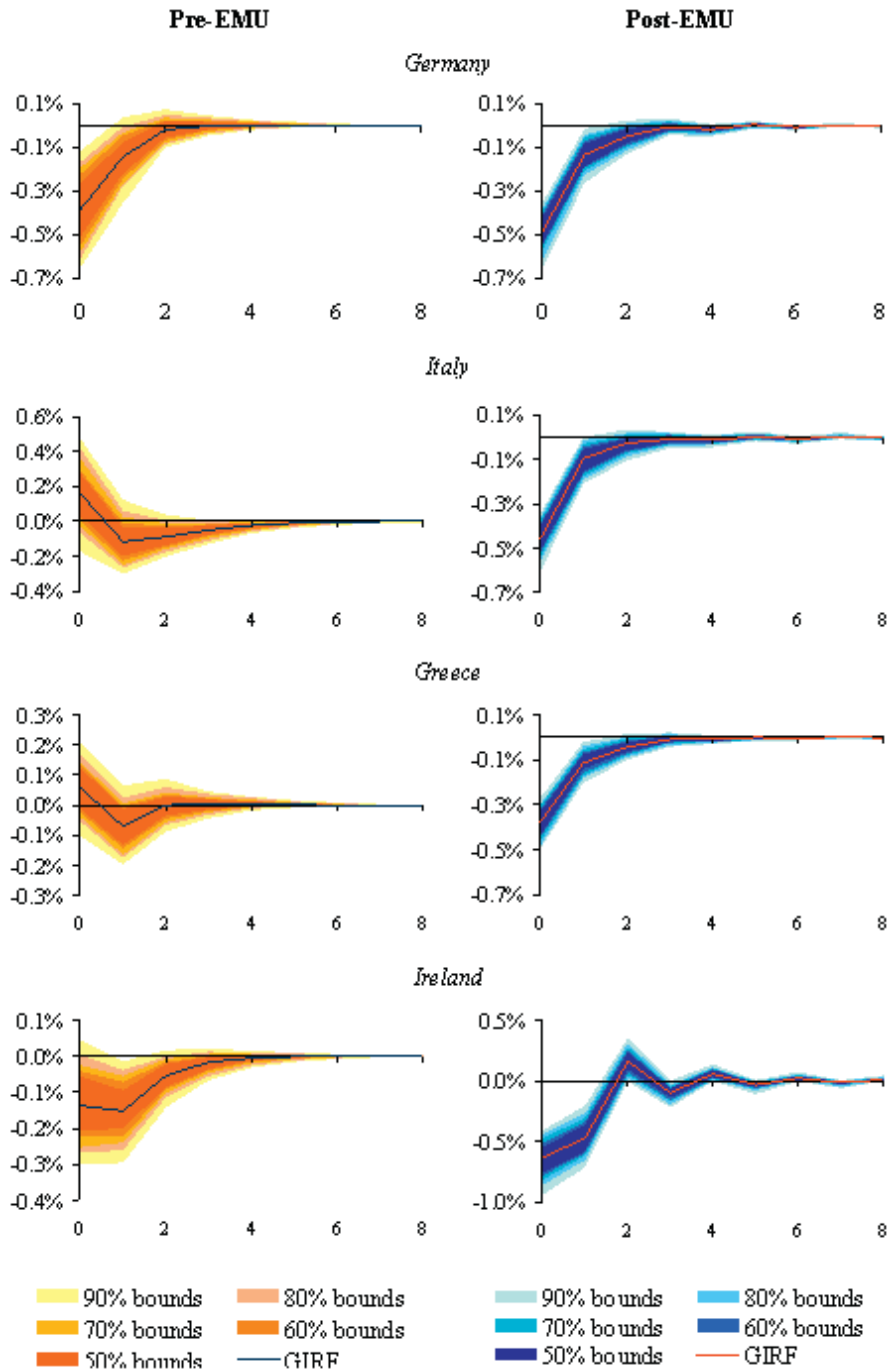 Pre-EMU Post-EMU
Germany
0.1% 0.1%
-0.1% -0.1%
-0.3% -0.3%
-0.5% -0.5%
-0.7% -0.7%
0 2 4 6 8 0 2 4 6 8
Italy
0.6% 0.1%
0.4% -0.1%
0.2% -0.3%
0.0% -0.5%
-0.2% -0.7%
-0.4%
0 2 4 6 8 0 2 4 6 8
Greece
0.3% 0.1%
0.2% -0.1%
0.1% -0.3%
0.0% -0.5%
-0.1% -0.7%
-0.2%
-0.3%
0 2 4 6 8 0 2 4 6 8
Ireland
0.1% 0.5%
0.0% 0.0%
-0.1% -0.5%
-0.2% -1.0%
-0.3%
-0.4%
0 2 4 6 8 0 2 4 6 8
90% bounds 80% bounds 90% bounds 80% bounds
70% bounds 60% bounds 70% bounds 60% bounds
50% bounds GIRF 50% bounds GIRF